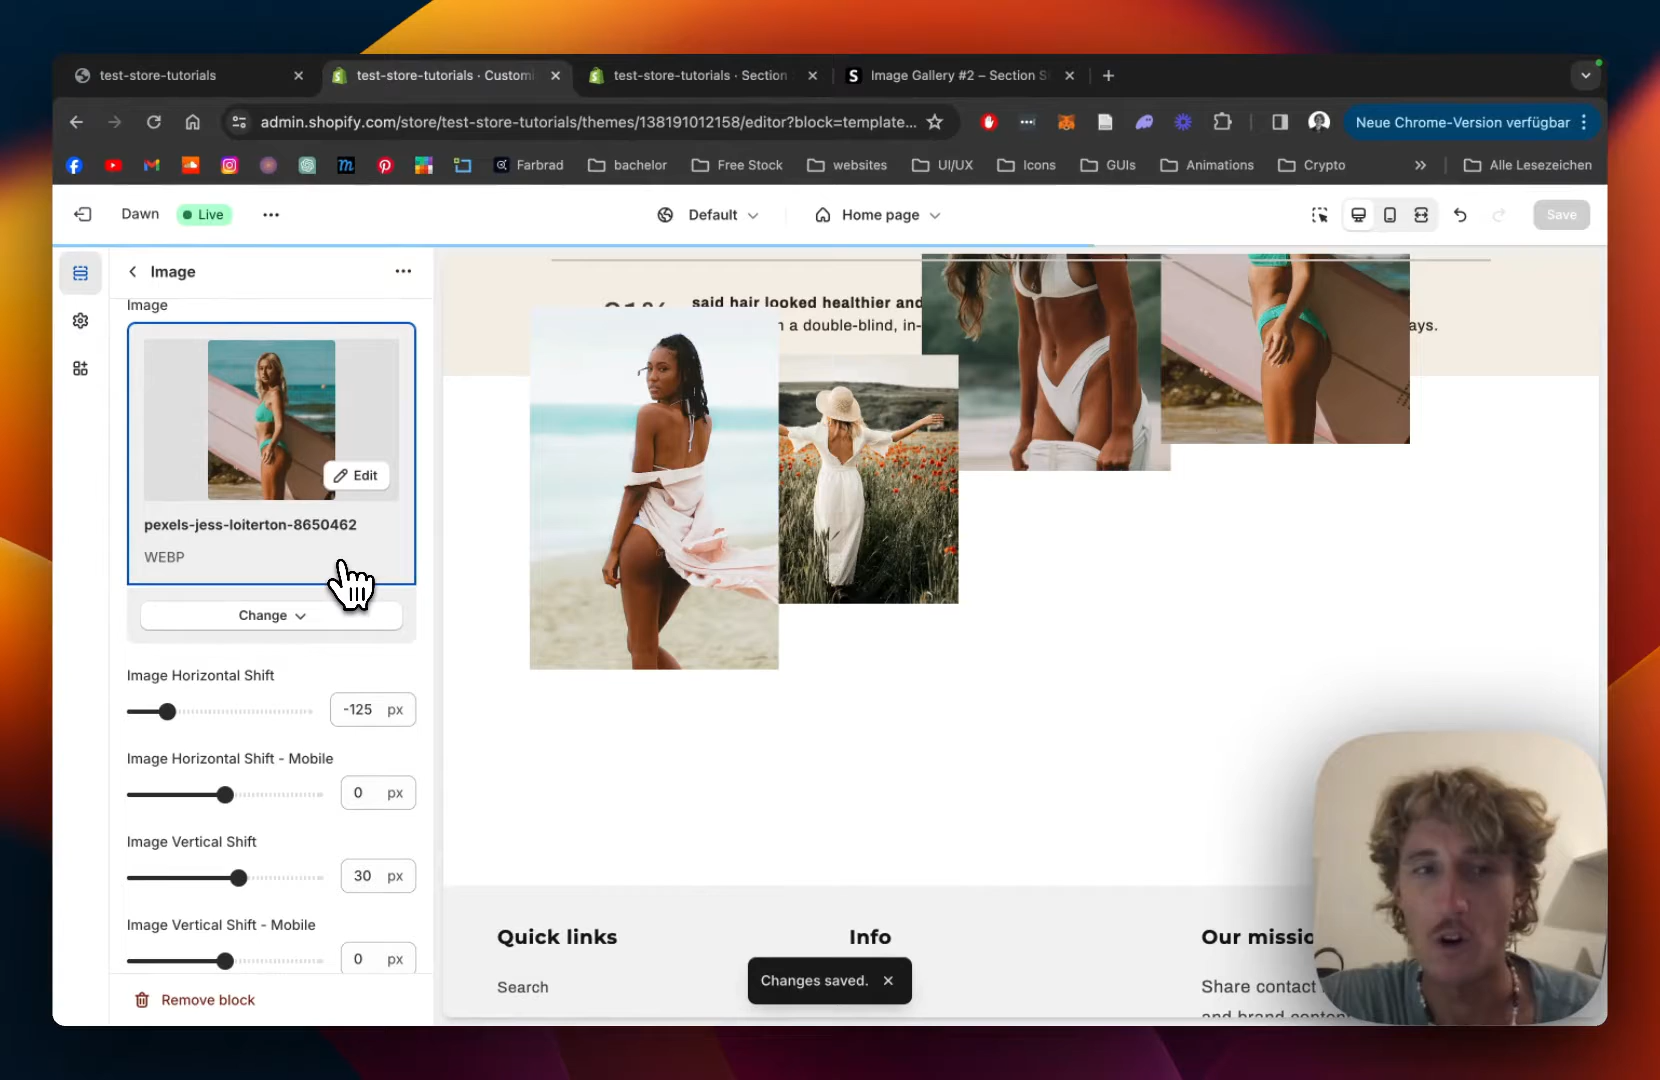 test-store-tutorials
test-store-tutorials · Customi
test-store-tutorials · Section
S Image Gallery #2 – Section S
admin.shopify.com/store/test-store-tutorials/themes/138191012158/editor?block=template...
Neue Chrome-Version verfügbar
Farbrad
bachelor
Free Stock
websites
UI/UX
Icons
GUIs
Animations
Crypto
Alle Lesezeichen
Dawn
Live
Default
Home page
Save
Image
Image
Edit
pexels-jess-loiterton-8650462
WEBP
Change
Image Horizontal Shift
-125 px
Image Horizontal Shift - Mobile
0 px
Image Vertical Shift
30 px
Image Vertical Shift - Mobile
0 px
Remove block
said hair looked healthier and
n a double-blind, in-
ays.
Quick links
Info
Our missio
Search
Share contact
and brand conten
Changes saved.